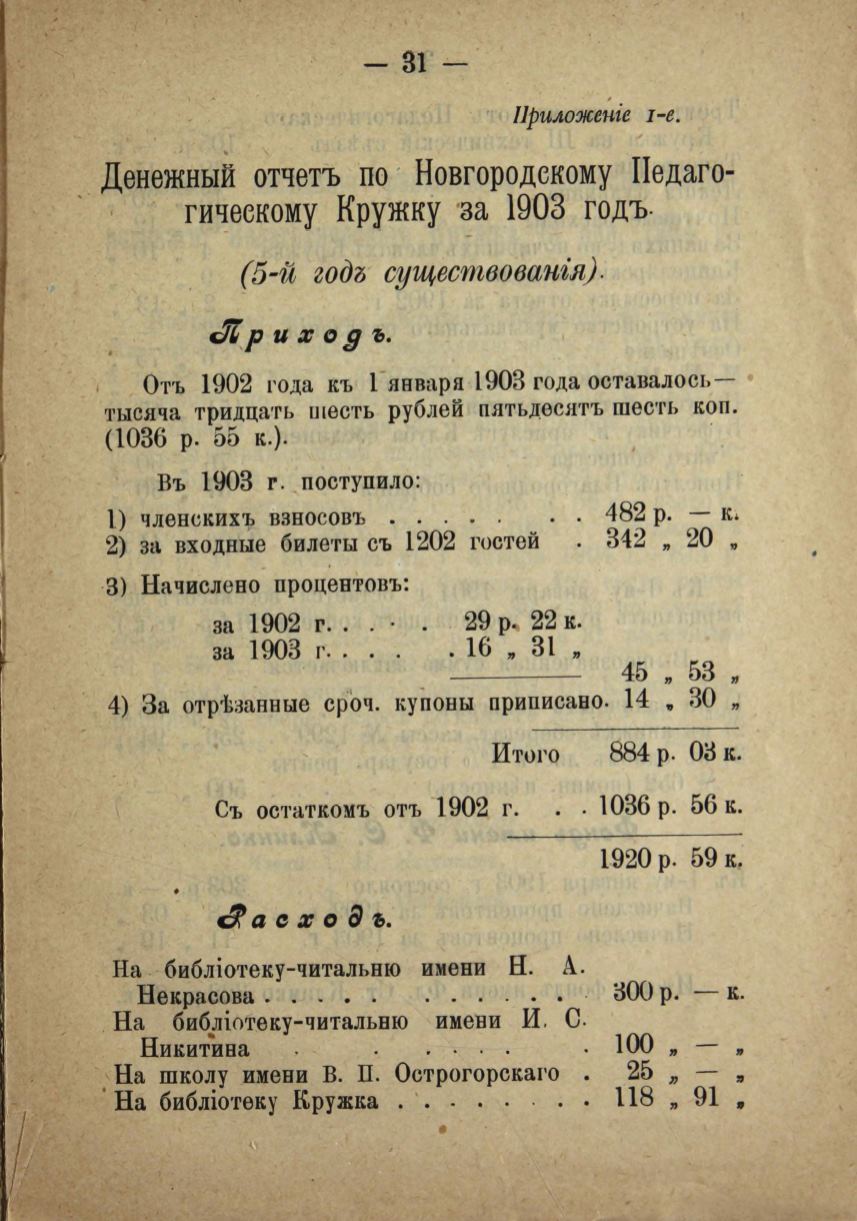 — 31 —
Приложеніе 1-е.
Денежный отчетъ по Новгородскому Педаго-
гическому Кружку за 1903 годъ.
(5-й годъ существованія).
Приходъ.
Отъ 1902 года къ 1 января 1903 года оставалось—
тысяча тридцать шесть рублей пятьдесятъ шесть коп.
(1036 р. 55 к.).
Въ 1903 г. поступило:
1) членскихъ взносовъ . . . . . . . . 482 р. — к.
2) за входные билеты съ 1202 гостей . 342 „ 20 „
3) Начислено процентовъ:
за 1902 г. . . . . 29 р. 22 к.
за 1903 г. . . . . 16 „ 31 „
45 „ 53 „
4) За отрѣзанные сроч. купоны приписано. 14 „ 30 „
Итого 884 р. 03 к.
Съ остаткомъ отъ 1902 г. . . 1036 р. 56 к.
1920 р. 59 к.
Расходъ.
На библіотеку-читальню имени Н. А.
Некрасова . . . . . . . . . . . 300 р. — к.
На библіотеку-читальню имени И. С.
Никитина . . . . . . . . 100 „ — „
На школу имени В. П. Острогорскаго . 25 „ — „
На библіотеку Кружка . . . . . . . . 118 „ 91 „